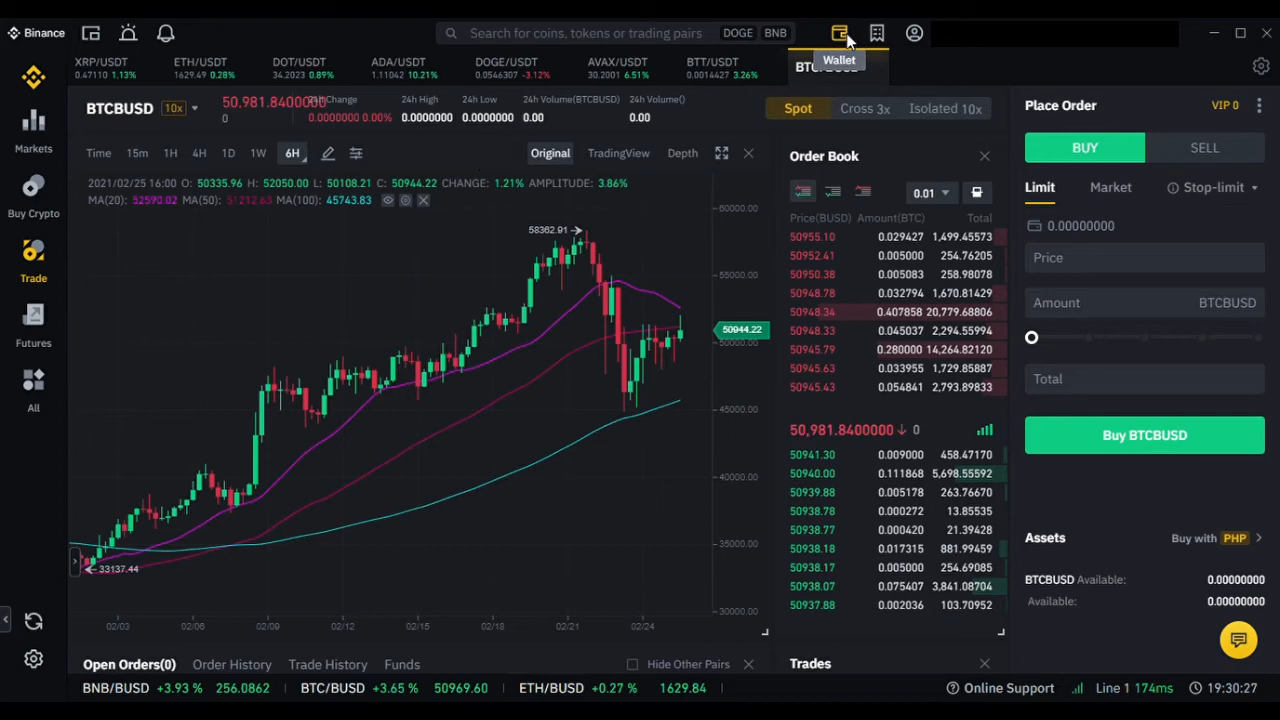 Binance
Search for coins, tokens or trading pairs DOGE BNB
Wallet
XRP/USDT ETH/USDT DOT/USDT ADA/USDT DOGE/USDT AVAX/USDT BTT/USDT
0.47110 1.13% 1629.49 0.28% 34.2023 0.89% 1.11042 10.21% 0.0546307 -3.12% 30.2001 6.51% 0.0014427 3.26%
BTCBUSD 10x 50,981.8400000 24h Change 24h High 24h Low 24h Volume(BTCBUSD) 24h Volume()
0 0.0000000 0.00% 0.0000000 0.0000000 0.00 0.00
Spot Cross 3x Isolated 10x
Time 15m 1H 4H 1D 1W 6H Original TradingView Depth
2021/02/25 16:00 O: 50335.96 H: 52050.00 L: 50108.21 C: 50944.22 CHANGE: 1.21% AMPLITUDE: 3.86%
MA(20): 52590.02 MA(50): 51212.63 MA(100): 45743.83
60000.00
58362.91
55000.00
50944.22
50000.00
45000.00
40000.00
35000.00
33137.44
30000.00
02/03 02/06 02/09 02/12 02/15 02/18 02/21 02/24
Markets
Buy Crypto
Trade
Futures
All
Order Book
0.01
Price(BUSD) Amount(BTC) Total
50955.10 0.029427 1,499.45573
50952.41 0.005000 254.76205
50950.38 0.005083 258.98078
50948.78 0.032794 1,670.81429
50948.34 0.407858 20,779.68806
50948.33 0.045037 2,294.55994
50945.79 0.280000 14,264.82120
50945.63 0.033955 1,729.85887
50945.43 0.054841 2,793.89833
50,981.8400000 0
50941.30 0.009000 458.47170
50940.00 0.111868 5,698.55592
50939.88 0.005178 263.76670
50938.78 0.000272 13.85535
50938.77 0.000420 21.39428
50938.18 0.017315 881.99459
50938.17 0.005000 254.69085
50938.07 0.075407 3,841.08704
50937.88 0.002036 103.70952
Trades
Place Order VIP 0
BUY SELL
Limit Market Stop-limit
0.00000000
Price
Amount BTCBUSD
Total
Buy BTCBUSD
Assets Buy with PHP
BTCBUSD Available: 0.00000000
Available: 0.00000000
Open Orders(0) Order History Trade History Funds Hide Other Pairs
BNB/BUSD +3.93 % 256.0862 BTC/BUSD +3.65 % 50969.60 ETH/BUSD +0.27 % 1629.84
Online Support Line 1 174ms 19:30:27